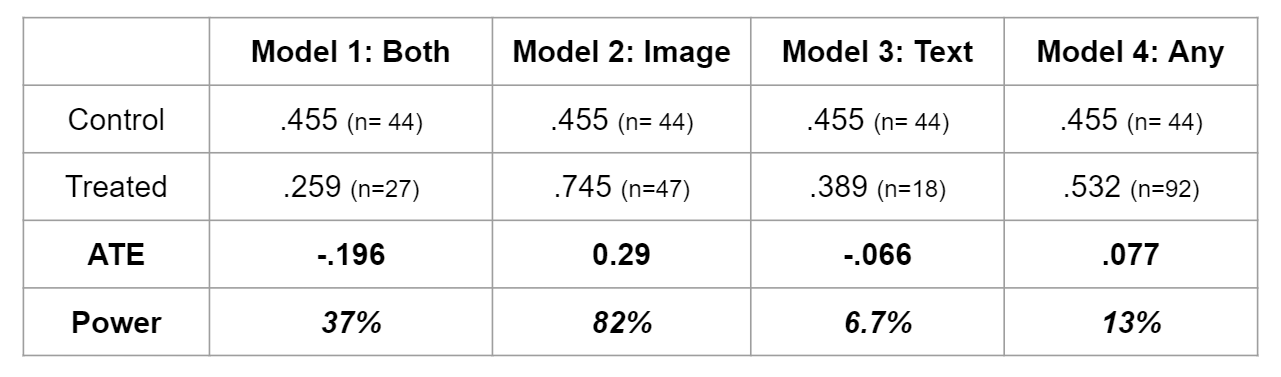 Model 1: Both Model 2: Image Model 3: Text Model 4: Any
Control .455 (n= 44) .455 (n= 44) .455 (n= 44) .455 (n= 44)
Treated .259 (n=27) .745 (n=47) .389 (n=18) .532 (n=92)
ATE -.196 0.29 -.066 .077
Power 37% 82% 6.7% 13%